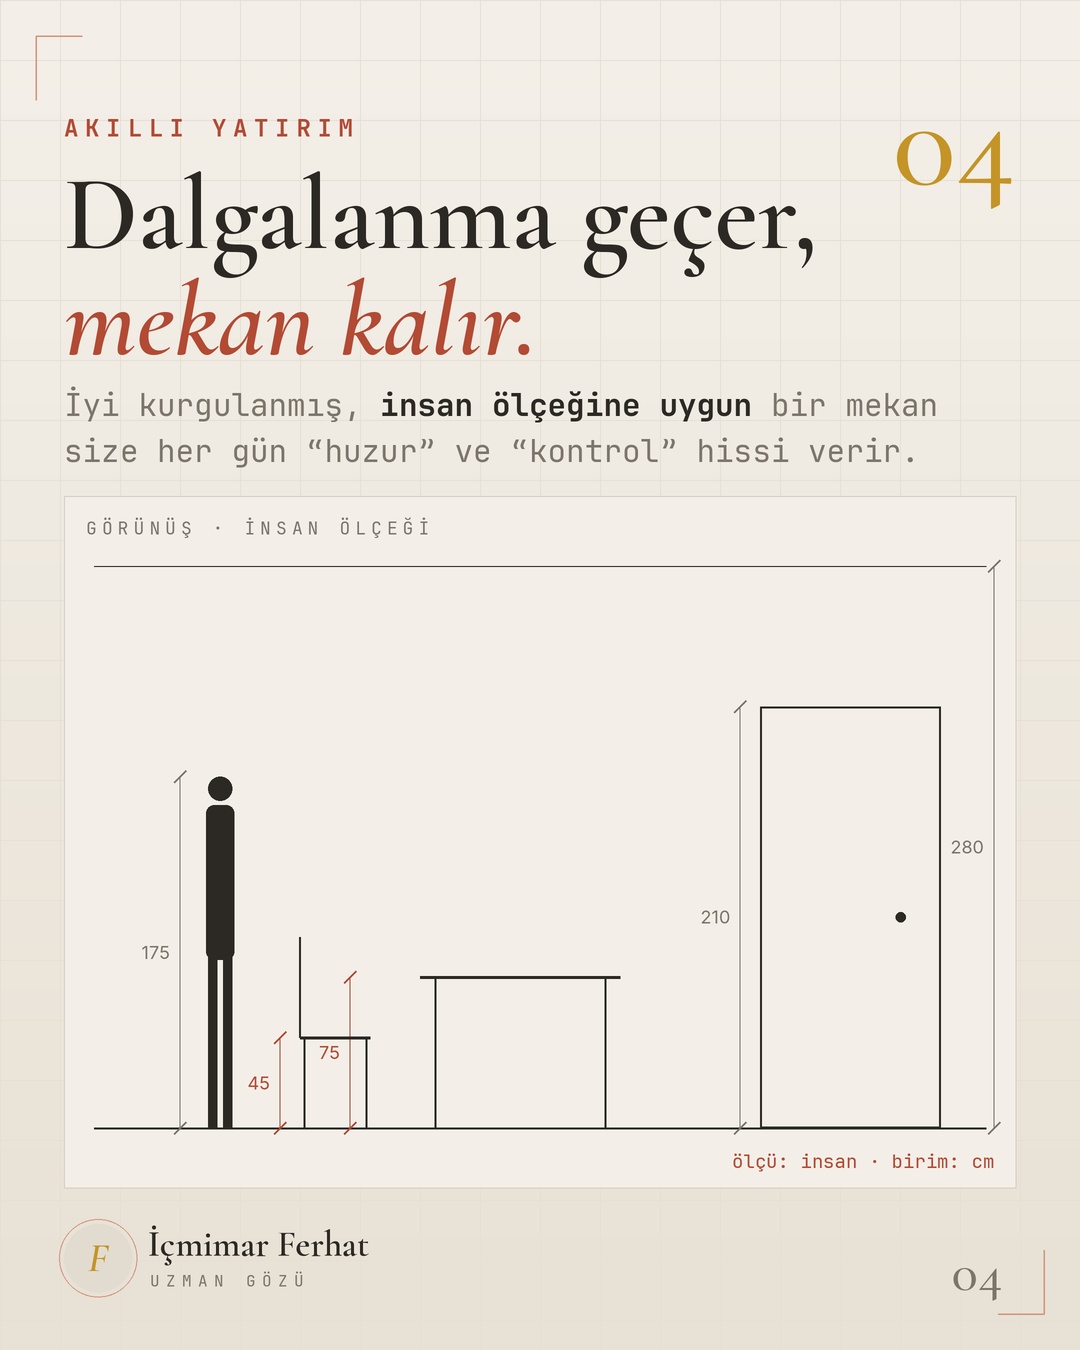 AKILLI YATIRIM
04
Dalgalanma geçer,
mekan kalır.
İyi kurgulanmış, insan ölçeğine uygun bir mekan
size her gün “huzur” ve “kontrol” hissi verir.
GÖRÜNÜŞ · İNSAN ÖLÇEĞİ
280
210
175
75
45
ölçü: insan · birim: cm
F
İçmimar Ferhat
UZMAN GÖZÜ
04